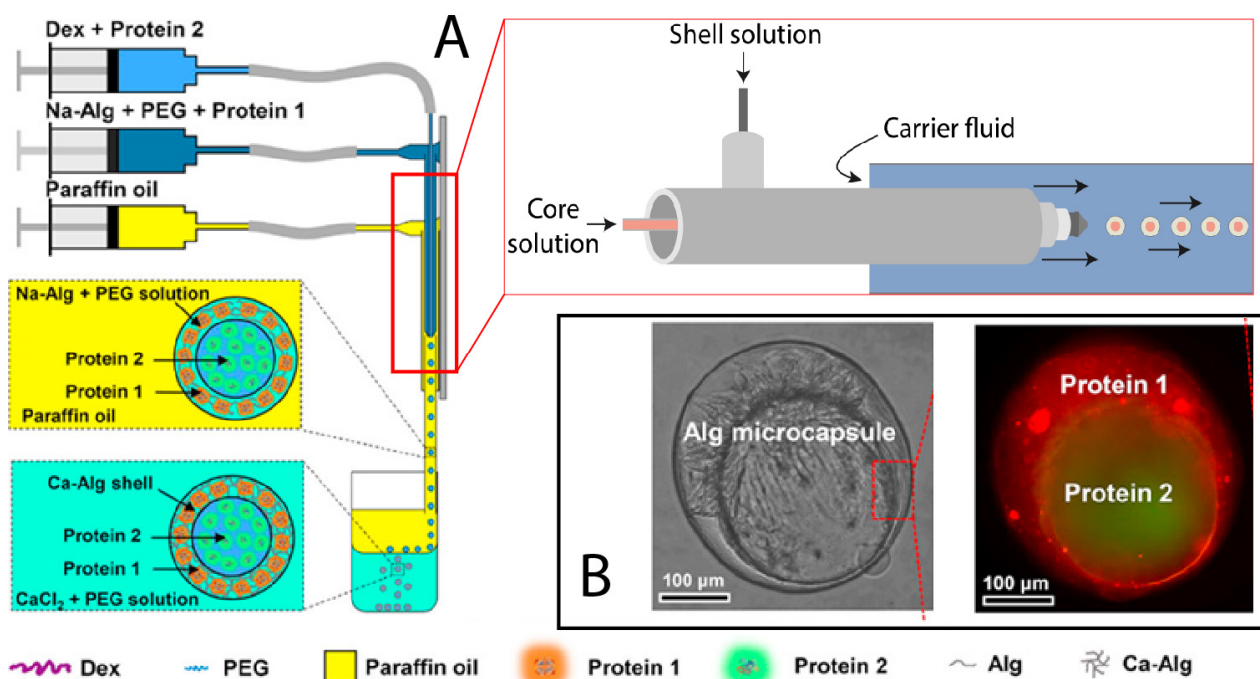 Dex + Protein 2
A
Na-Alg + PEG + Protein 1
Paraffin oil
Shell solution
Carrier fluid
Core
solution
Na-Alg + PEG solution
Protein 2
Protein 1
Paraffin oil
Ca-Alg shell
Protein 2
Protein 1
CaCl₂ + PEG solution
B
Alg microcapsule
100 μm
Protein 1
Protein 2
100 μm
Dex
PEG
Paraffin oil
Protein 1
Protein 2
Alg
Ca-Alg